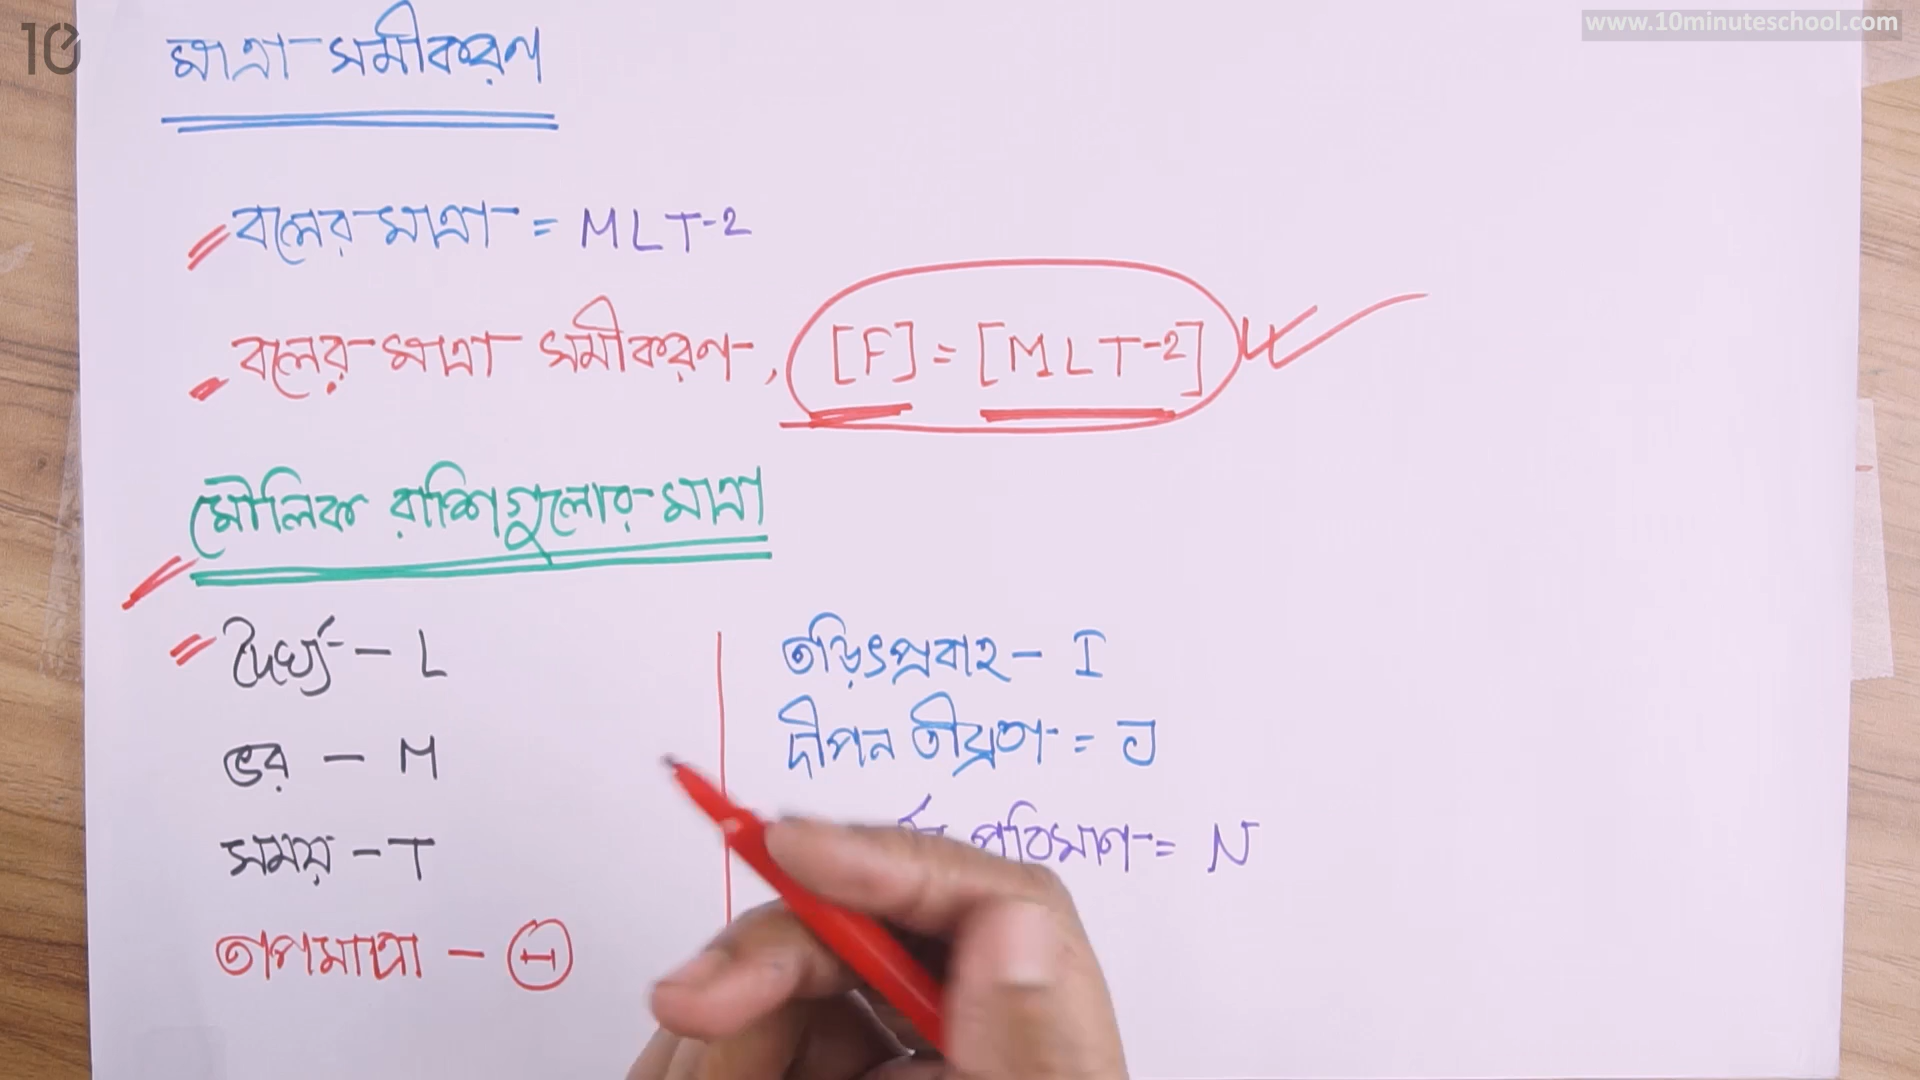 10
www.10minuteschool.com
মাত্রা সমীকরণ
বলের মাত্রা = MLT-2
বলের মাত্রা সমীকরণ, [F] = [MLT-2]
মৌলিক রাশিগুলোর মাত্রা
দৈর্ঘ্য - L
ভর - M
সময় - T
তাপমাত্রা - Θ
তড়িৎপ্রবাহ - I
দীপন তীব্রতা = J
পরিমাণ = N